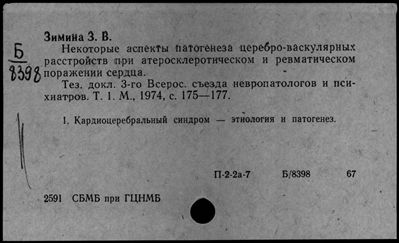 Зимина З. В.
Некоторые аспекты патогенеза церебро-васкулярных
расстройств при атеросклеротическом и ревматическом
поражении сердца.
Тез. докл. 3-го Всерос. съезда невропатологов и пси-
хиатров. Т. 1. М., 1974, с. 175—177.
Б
8398
1. Кардиоцеребральный синдром — этиология и патогенез.
П-2-2а-7 Б/8398 67
2591 СБМБ при ГЦНМБ